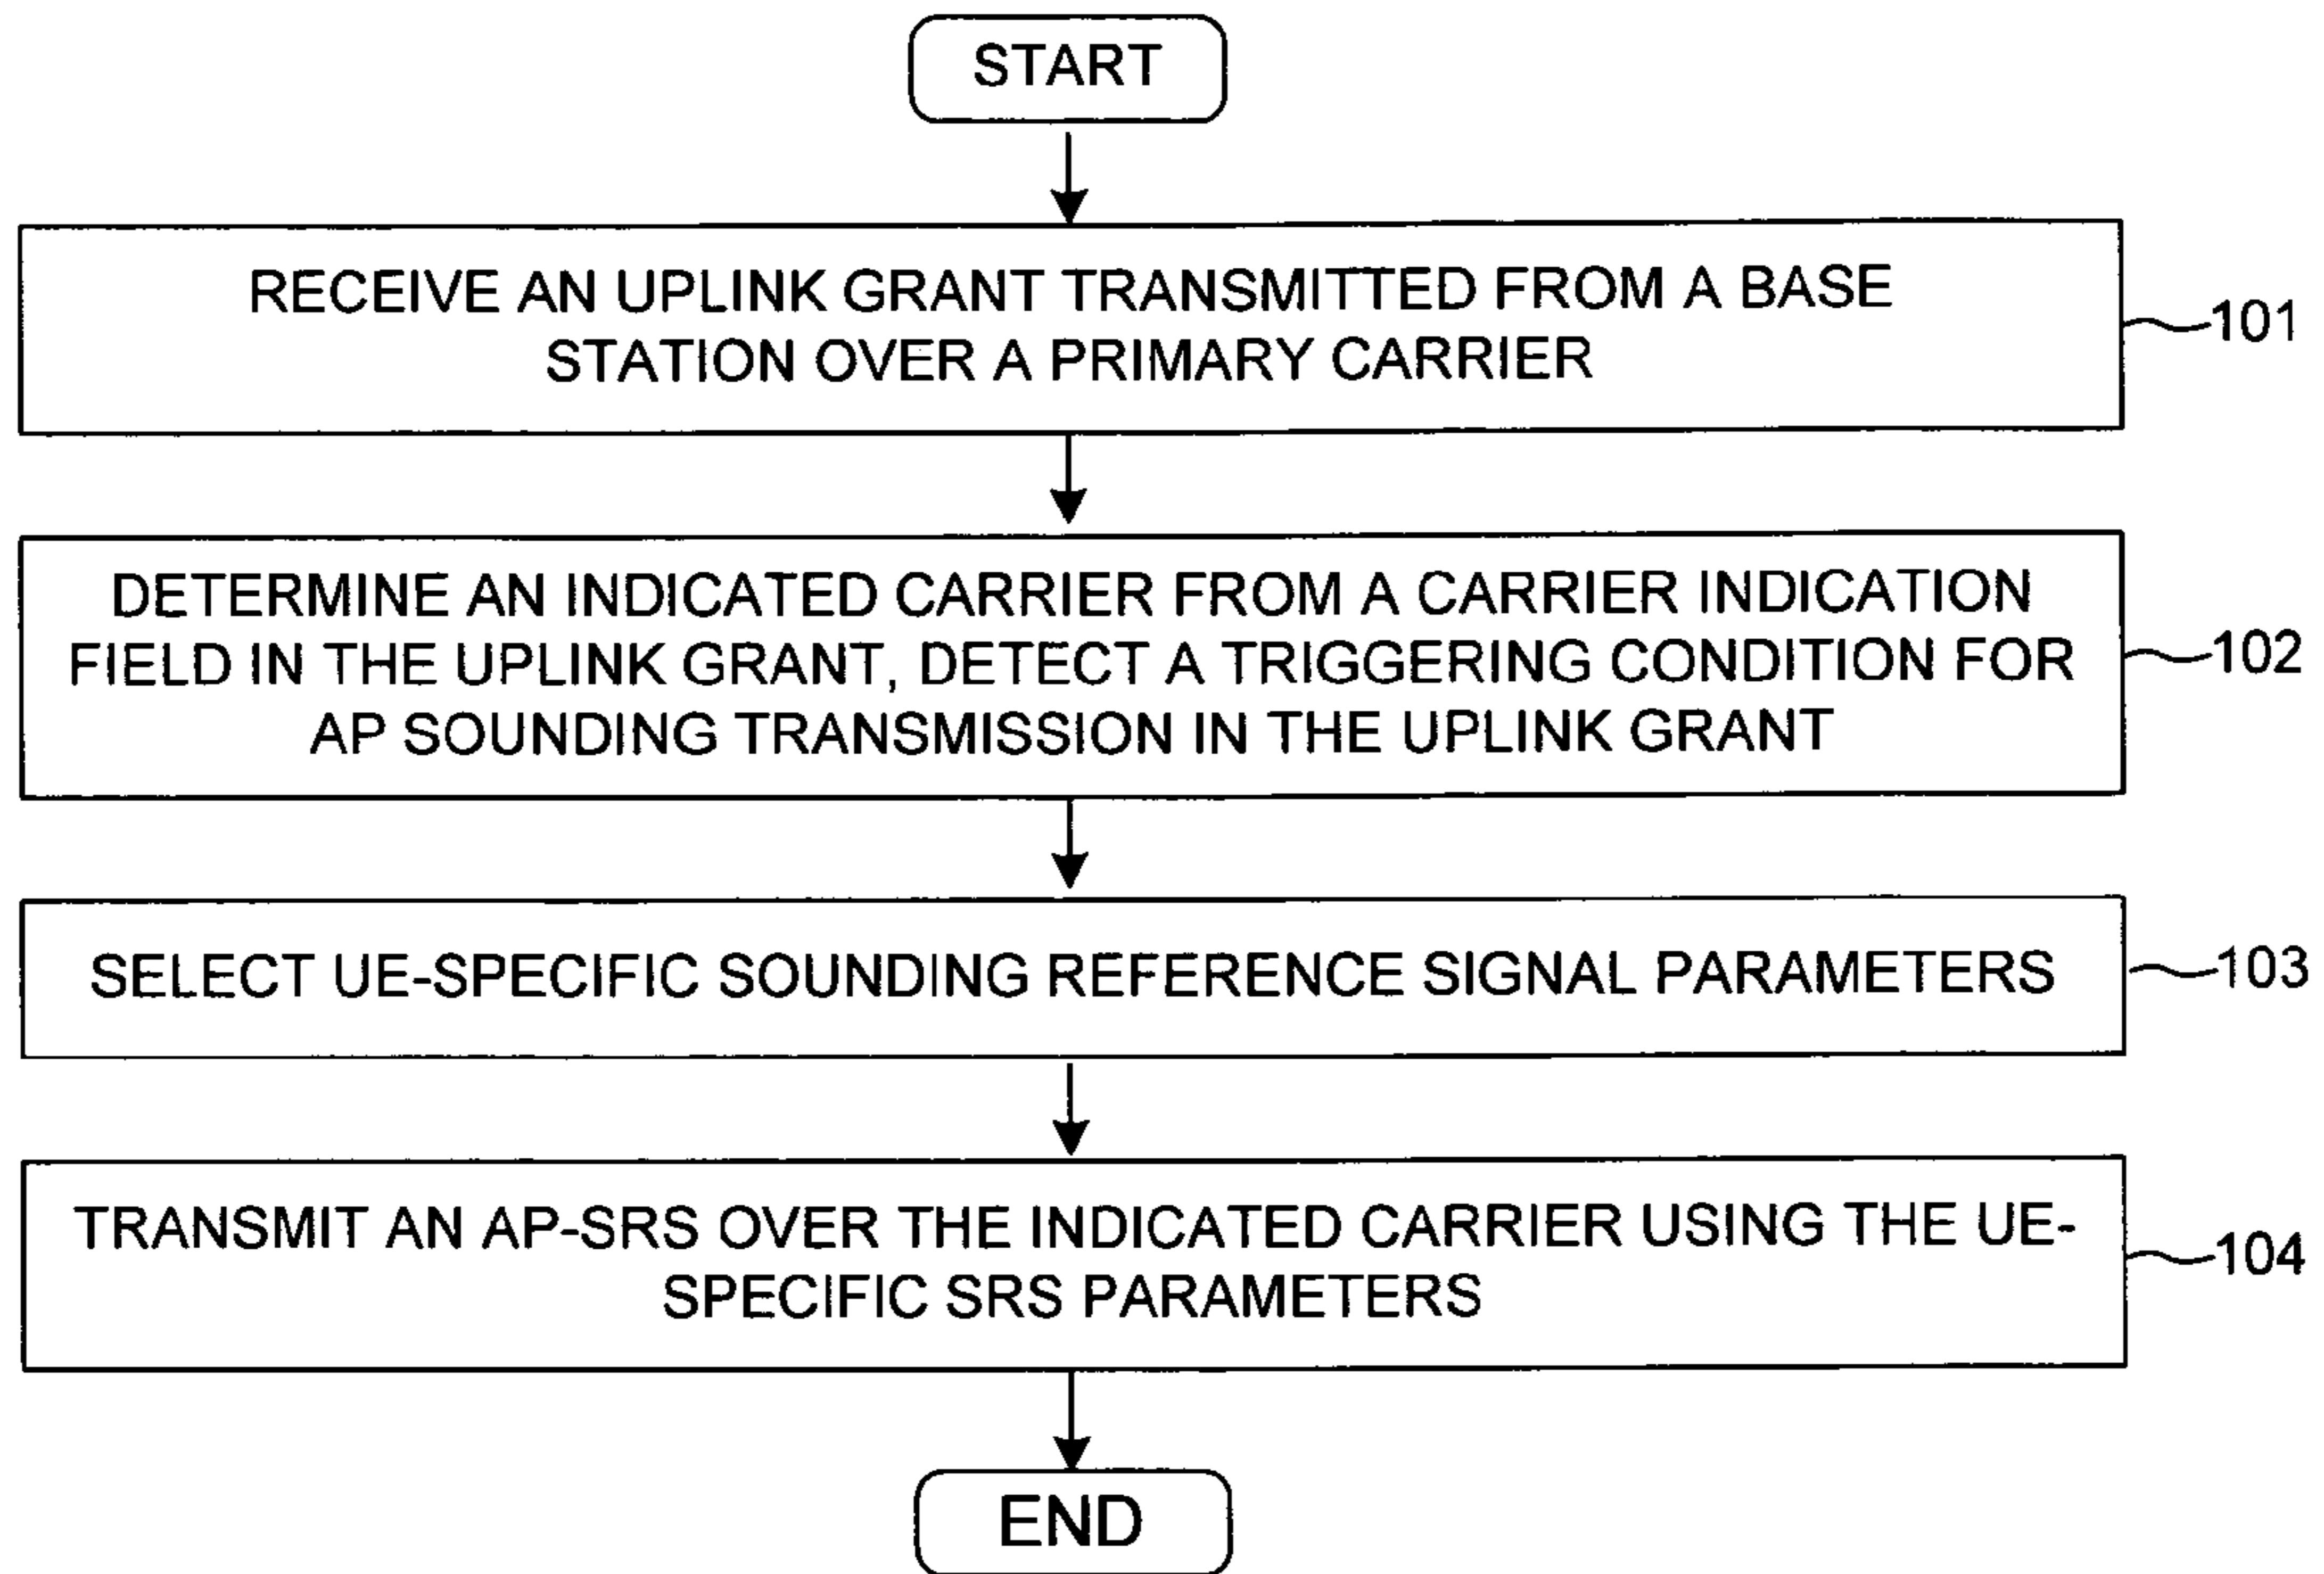 START
RECEIVE AN UPLINK GRANT TRANSMITTED FROM A BASE
STATION OVER A PRIMARY CARRIER
101
DETERMINE AN INDICATED CARRIER FROM A CARRIER INDICATION
FIELD IN THE UPLINK GRANT, DETECT A TRIGGERING CONDITION FOR
AP SOUNDING TRANSMISSION IN THE UPLINK GRANT
102
SELECT UE-SPECIFIC SOUNDING REFERENCE SIGNAL PARAMETERS
103
TRANSMIT AN AP-SRS OVER THE INDICATED CARRIER USING THE UE-
SPECIFIC SRS PARAMETERS
104
END